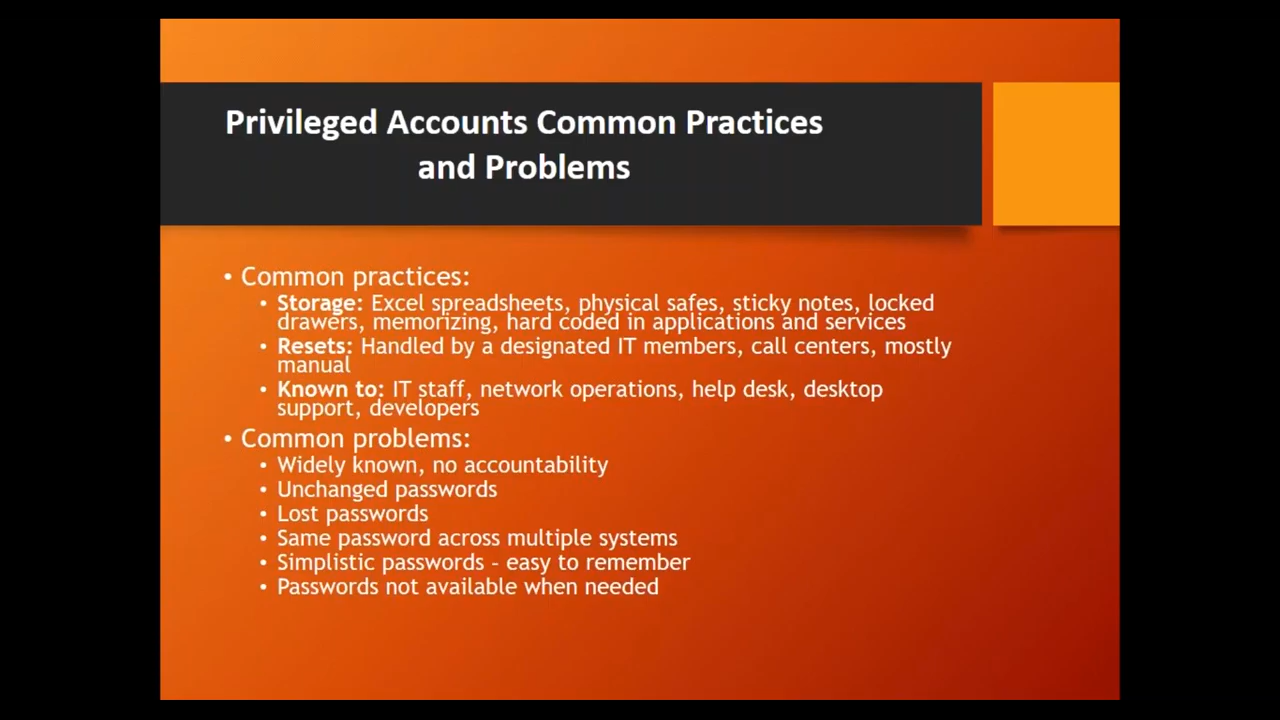 Privileged Accounts Common Practices
and Problems
• Common practices:
• Storage: Excel spreadsheets, physical safes, sticky notes, locked
drawers, memorizing, hard coded in applications and services
• Resets: Handled by a designated IT members, call centers, mostly
manual
• Known to: IT staff, network operations, help desk, desktop
support, developers
• Common problems:
• Widely known, no accountability
• Unchanged passwords
• Lost passwords
• Same password across multiple systems
• Simplistic passwords - easy to remember
• Passwords not available when needed